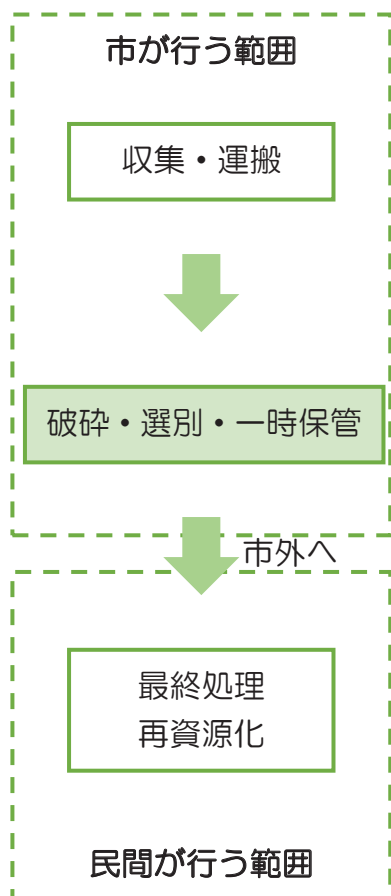 市が行う範囲
収集・運搬
破砕・選別・一時保管
市外へ
最終処理
再資源化
民間が行う範囲